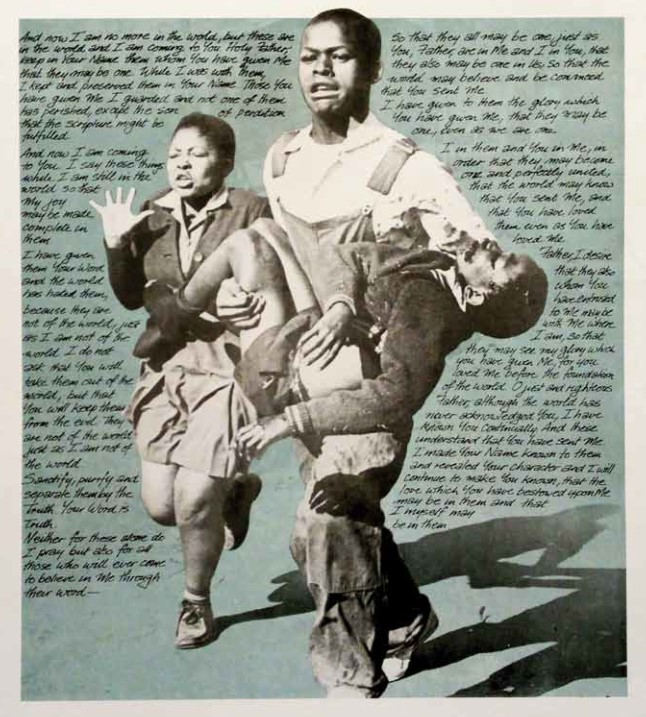 And now I am no more in the world, but these are
in the world and I am coming to You. Holy Father,
keep in Your Name them whom You have given Me
that they may be one. While I was with them,
I kept and preserved them in Your Name. Those You
have given Me I guarded and not one of them
has perished, except the son of perdition
that the scripture might be
fulfilled.
And now I am coming
to You. I say these things
while I am still in the
world so that
My joy
may be made
complete in
them
I have given
them Your Word
and the world
has hated them,
because they are
not of the world, just
as I am not of the
world. I do not
ask that You will
take them out of the
world, but that
You will keep them
from the evil. They
are not of the world
just as I am not of
the world.
Sanctify, purify and
separate them by the
Truth. Your Word is
Truth.
Neither for these alone do
I pray but also for all
those who will ever come
to believe in Me through
their word—
So that they all may be one, just as
You, Father, are in Me and I in You, that
they also may be one in Us, so that the
world may believe and be convinced
that You sent Me.
I have given to them the glory which
You have given Me, that they may be
one, even as we are one.
I in them and You in Me, in
order that they may become
one and perfectly united,
that the world may know
that You sent Me, and
that You have loved
them even as You have
loved Me.
Father, I desire
that they also
whom You
have entrusted
to Me may be
with Me where
I am, so that
they may see my glory which
you have given Me, for you
loved Me before the foundation
of the world. O just and righteous
Father, although the world has
never acknowledged You, I have
known You continually. And these
understand that You have sent Me.
I made Your Name known to them
and revealed Your character and I will
continue to make You known, that the
love which You have bestowed upon Me
may be in them and that
I myself may
be in them